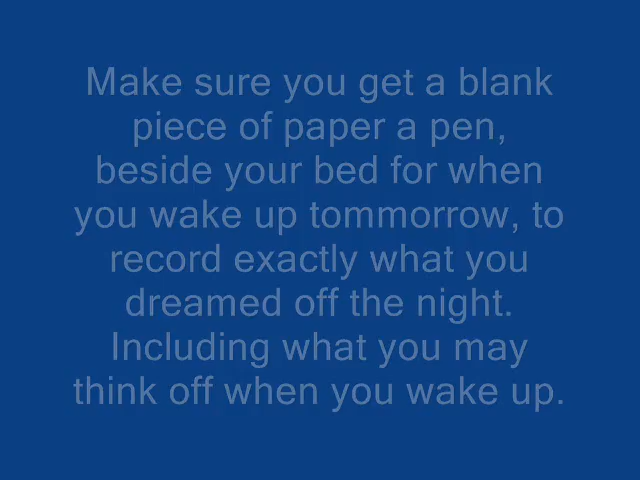 Make sure you get a blank
piece of paper a pen,
beside your bed for when
you wake up tommorrow, to
record exactly what you
dreamed off the night.
Including what you may
think off when you wake up.